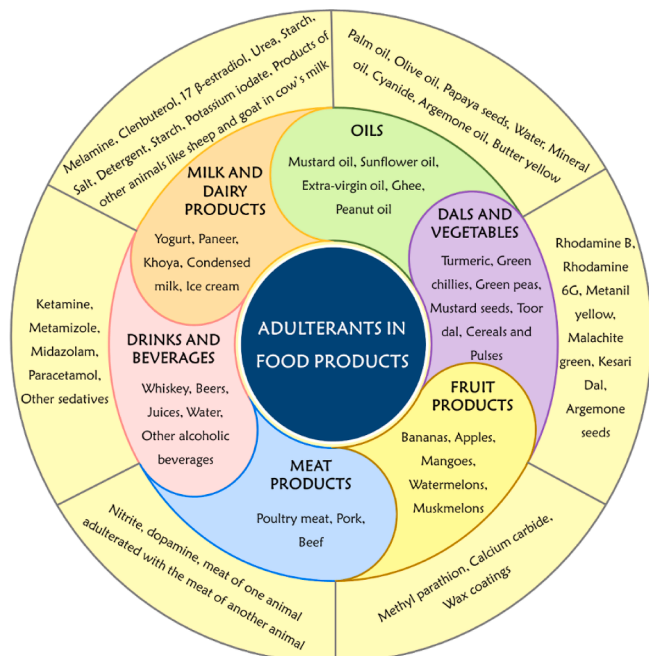 Melamine, Clenbuterol, 17 β-estradiol, Urea, Starch,
Salt, Detergent, Starch, Potassium iodate, Products of
other animals like sheep and goat in cow's milk
Palm oil, Olive oil, Papaya seeds, Water, Mineral
oil, Cyanide, Argemone oil, Butter yellow
OILS
Mustard oil, Sunflower oil,
Extra-virgin oil, Ghee,
Peanut oil
MILK AND
DAIRY
PRODUCTS
Yogurt, Paneer,
Khoya, Condensed
milk, Ice cream
DALS AND
VEGETABLES
Turmeric, Green
chillies, Green peas,
Mustard seeds, Toor
dal, Cereals and
Pulses
Rhodamine B,
Rhodamine
6G, Metanil
yellow,
Malachite
green, Kesari
Dal,
Argemone
seeds
ADULTERANTS IN
FOOD PRODUCTS
Ketamine,
Metamizole,
Midazolam,
Paracetamol,
Other sedatives
DRINKS AND
BEVERAGES
Whiskey, Beers,
Juices, Water,
Other alcoholic
beverages
FRUIT
PRODUCTS
Bananas, Apples,
Mangoes,
Watermelons,
Muskmelons
MEAT
PRODUCTS
Poultry meat, Pork,
Beef
Nitrite, dopamine, meat of one animal
adulterated with the meat of another animal
Methyl parathion, Calcium carbide,
Wax coatings